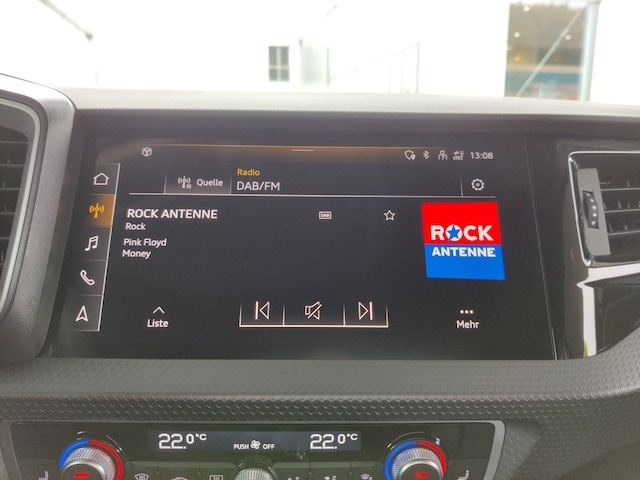 13:08
Radio
Quelle
DAB/FM
ROCK ANTENNE
DAB
Rock
Pink Floyd
Money
ROCK
ANTENNE
Liste
Mehr
22.0°C
PUSH OFF
22.0°C